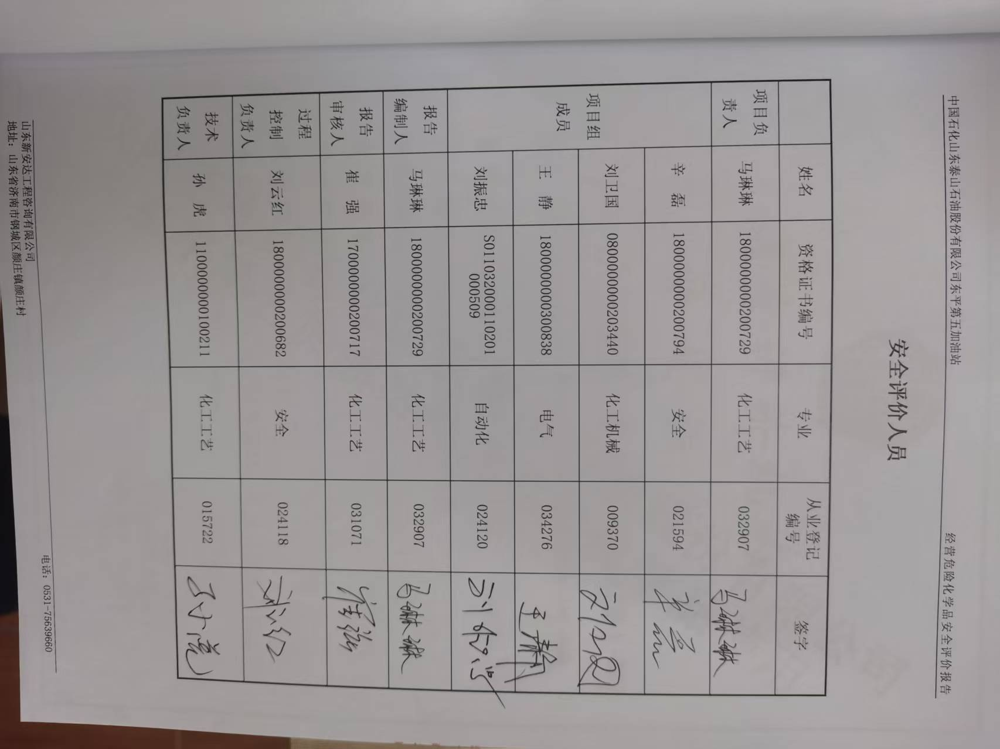 中国石化山东泰山石油股份有限公司东平第五加油站 经营危险化学品安全评价报告
安全评价人员
姓名 资格证书编号 专业 从业登记
编号 签字
项目负
责人 马琳琳 1800000000200729 化工工艺 032907 马琳琳
项目组
成员
辛 磊 1800000000200794 安全 021594 辛磊
刘卫国 0800000000203440 化工机械 009370 刘卫国
王 静 1800000000300838 电气 034276 王静
刘振忠 S011032000110201
000509 自动化 024120 刘振忠
报告
编制人 马琳琳 1800000000200729 化工工艺 032907 马琳琳
报告
审核人 崔 强 1700000000200717 化工工艺 031071 崔强
过程
控制
负责人 刘云红 1800000000200682 安全 024118 刘云红
技术
负责人 孙 虎 1100000000100211 化工工艺 015722
山东新安达工程咨询有限公司
地址：山东省济南市钢城区颜庄镇颜庄村 电话：0531-75639660